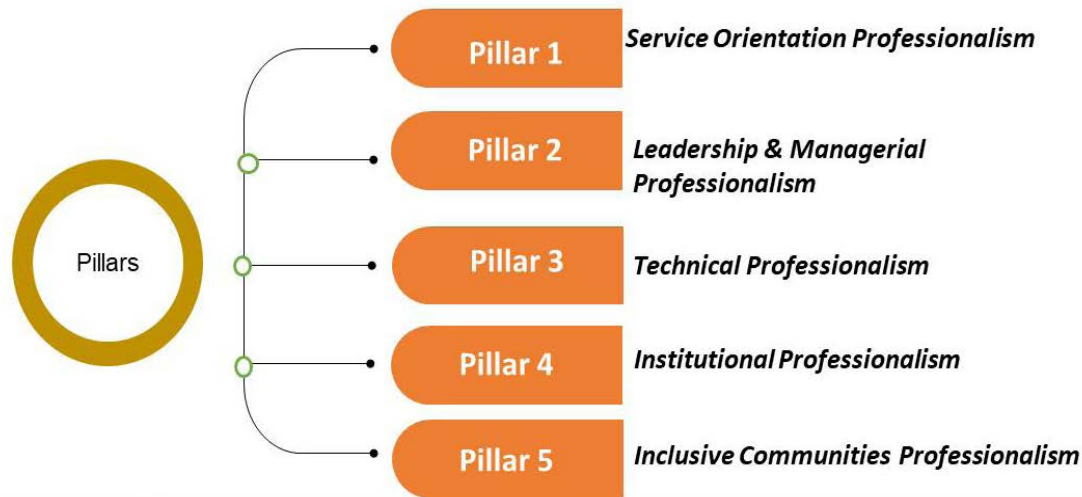 Pillars
Pillar 1
Service Orientation Professionalism
Pillar 2
Leadership & Managerial
Professionalism
Pillar 3
Technical Professionalism
Pillar 4
Institutional Professionalism
Pillar 5
Inclusive Communities Professionalism